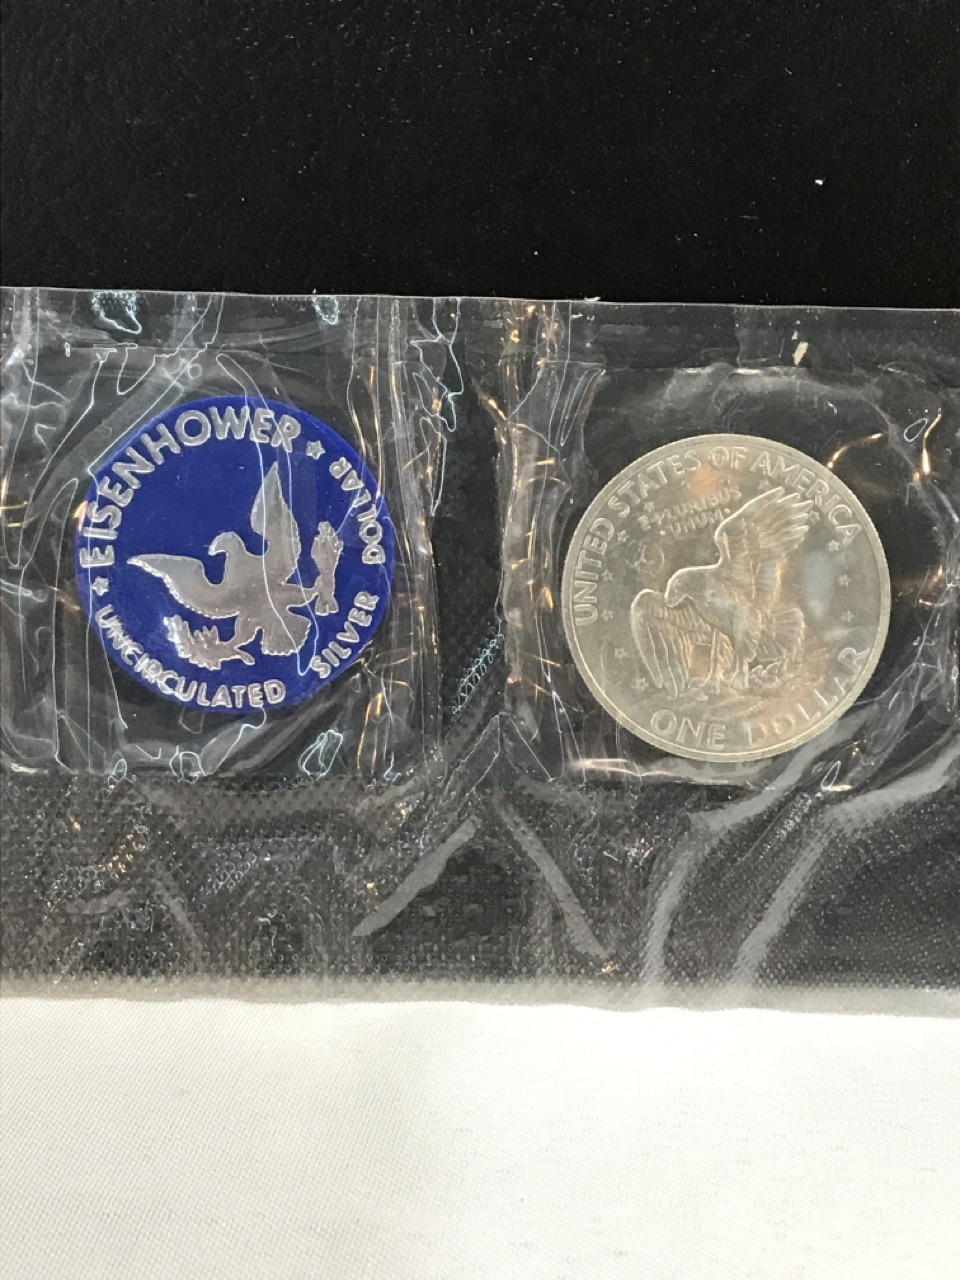 ★ EISENHOWER ★
UNCIRCULATED SILVER DOLLAR
UNITED STATES OF AMERICA
E·PLURIBUS
·UNUM·
ONE DOLLAR